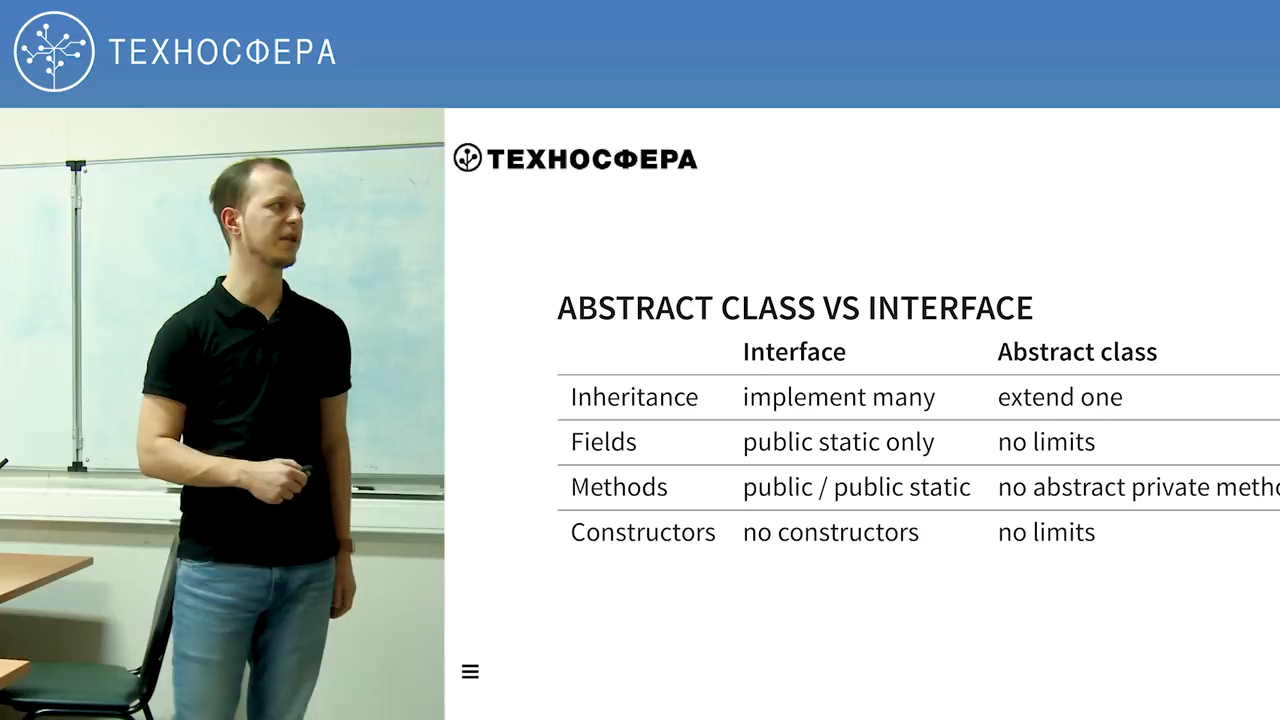 ТЕХНОСФЕРА
ТЕХНОСФЕРА
ABSTRACT CLASS VS INTERFACE
Interface Abstract class
Inheritance implement many extend one
Fields public static only no limits
Methods public / public static no abstract private
Constructors no constructors no limits